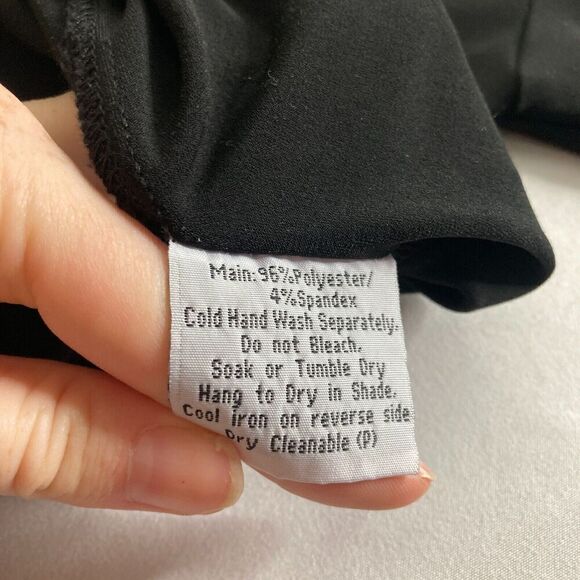 Main: 96%Polyester/
4%Spandex
Cold Hand Wash Separately.
Do not Bleach.
Soak or Tumble Dry
Hang to Dry in Shade.
Cool Iron on reverse side
Dry Cleanable (P)